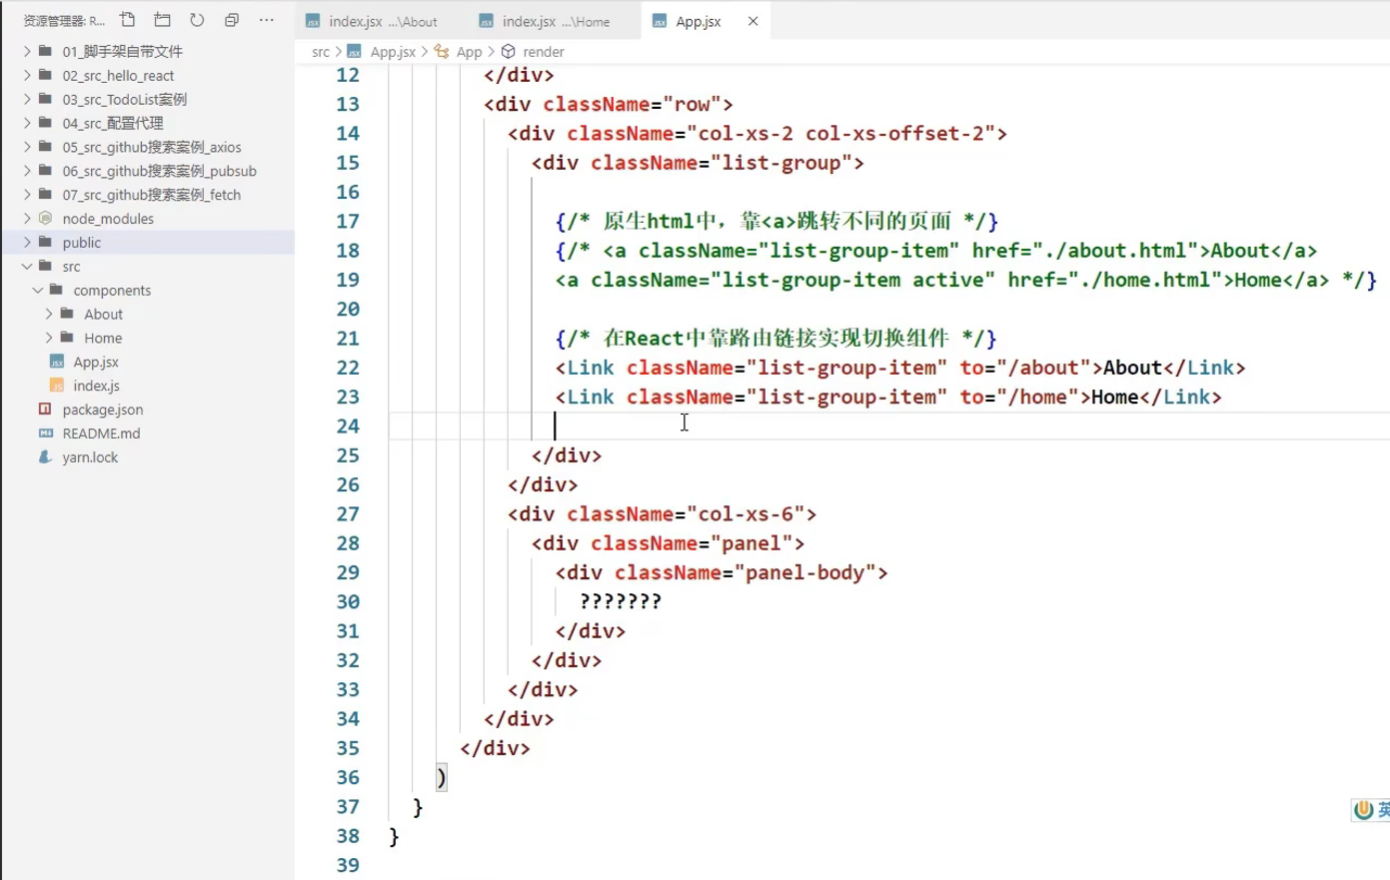 资源管理器: R...
01_脚手架自带文件
02_src_hello_react
03_src_TodoList案例
04_src_配置代理
05_src_github搜索案例_axios
06_src_github搜索案例_pubsub
07_src_github搜索案例_fetch
node_modules
public
src
components
About
Home
App.jsx
index.js
package.json
README.md
yarn.lock
index.jsx ...\About
index.jsx ...\Home
App.jsx
src > App.jsx > App > render
12 </div>
13 <div className="row">
14 <div className="col-xs-2 col-xs-offset-2">
15 <div className="list-group">
16
17 {/* 原生html中，靠<a>跳转不同的页面 */}
18 {/* <a className="list-group-item" href="./about.html">About</a>
19 <a className="list-group-item active" href="./home.html">Home</a> */}
20
21 {/* 在React中靠路由链接实现切换组件 */}
22 <Link className="list-group-item" to="/about">About</Link>
23 <Link className="list-group-item" to="/home">Home</Link>
24
25 </div>
26 </div>
27 <div className="col-xs-6">
28 <div className="panel">
29 <div className="panel-body">
30 ???????
31 </div>
32 </div>
33 </div>
34 </div>
35 </div>
36 )
37 }
38 }
39
英